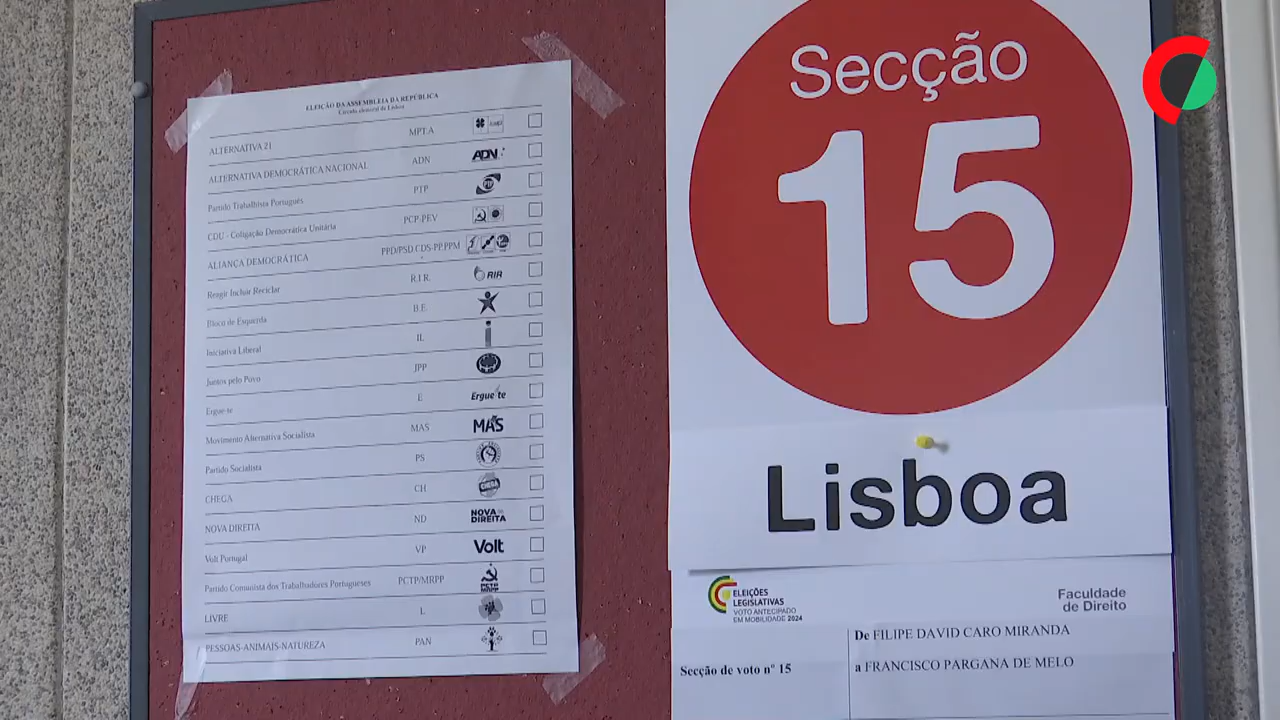 ELEIÇÃO DA ASSEMBLEIA DA REPÚBLICA
Círculo eleitoral de Lisboa
ALTERNATIVA 21 MPT.A
ALTERNATIVA DEMOCRÁTICA NACIONAL ADN ADN
Partido Trabalhista Português PTP PTP
CDU - Coligação Democrática Unitária PCP-PEV
ALIANÇA DEMOCRÁTICA PPD/PSD.CDS-PP.PPM
Reagir Incluir Reciclar R.I.R. RIR
Bloco de Esquerda B.E.
Iniciativa Liberal IL
Juntos pelo Povo JPP
Ergue-te E Ergue te
Movimento Alternativa Socialista MAS MAS
Partido Socialista PS
CHEGA CH CHEGA
NOVA DIREITA ND NOVA DIREITA
Volt Portugal VP Volt
Partido Comunista dos Trabalhadores Portugueses PCTP/MRPP PCTP MRPP
LIVRE L
PESSOAS-ANIMAIS-NATUREZA PAN
Secção
15
Lisboa
ELEIÇÕES
LEGISLATIVAS
VOTO ANTECIPADO
EM MOBILIDADE 2024
Faculdade
de Direito
Secção de voto nº 15
De FILIPE DAVID CARO MIRANDA
a FRANCISCO PARGANA DE MELO